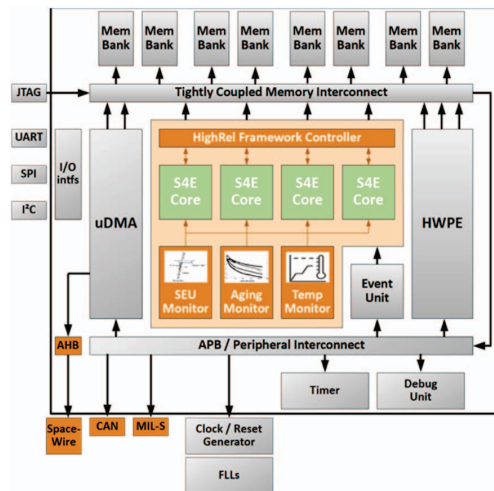 Mem
Bank
Mem
Bank
Mem
Bank
Mem
Bank
Mem
Bank
Mem
Bank
Mem
Bank
Mem
Bank
JTAG
Tightly Coupled Memory Interconnect
UART
SPI
I²C
I/O
intfs
uDMA
HighRel Framework Controller
S4E
Core
S4E
Core
S4E
Core
S4E
Core
HWPE
SEU
Monitor
Aging
Monitor
Temp
Monitor
Event
Unit
AHB
APB / Peripheral Interconnect
Timer
Debug
Unit
Space-
Wire
CAN
MIL-S
Clock / Reset
Generator
FLLs